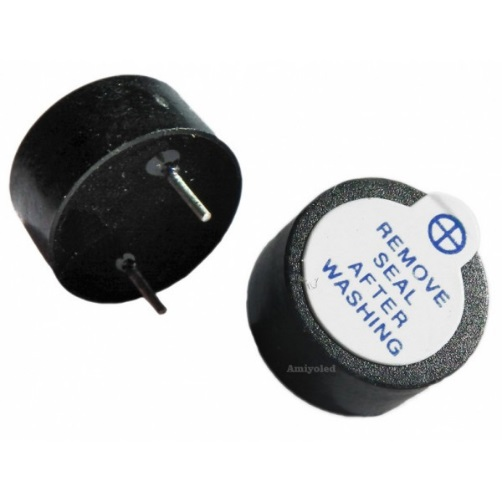 REMOVE
SEAL
AFTER
WASHING
Amiyoled